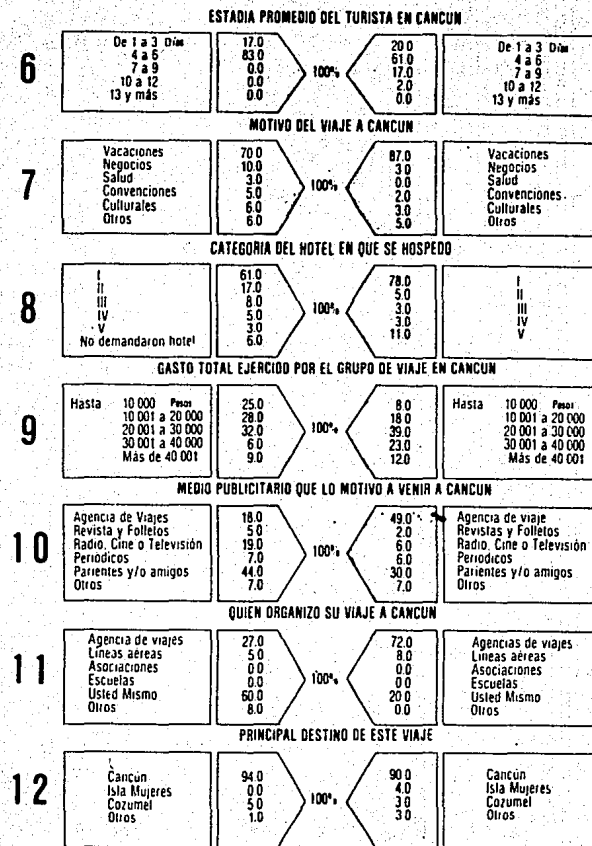 ESTADIA PROMEDIO DEL TURISTA EN CANCUN
6
De 1 a 3 Días 17.0 20 0 De 1 a 3 Días
4 a 6 83.0 61.0 4 a 6
7 a 9 0.0 100% 17.0 7 a 9
10 a 12 0.0 2.0 10 a 12
13 y más 0.0 0.0 13 y más
MOTIVO DEL VIAJE A CANCUN
7
Vacaciones 70 0 87.0 Vacaciones
Negocios 10.0 3 0 Negocios
Salud 3.0 100% 0.0 Salud
Convenciones 5.0 2.0 Convenciones
Culturales 6.0 3.0 Culturales
Otros 6.0 5.0 Otros
CATEGORIA DEL HOTEL EN QUE SE HOSPEDO
8
I 61.0 78.0 I
II 17.0 5.0 II
III 8.0 100% 3.0 III
IV 5.0 3.0 IV
V 3.0 11.0 V
No demandaron hotel 6.0
GASTO TOTAL EJERCIDO POR EL GRUPO DE VIAJE EN CANCUN
9
Hasta 10 000 Pesos 25.0 8.0 Hasta 10 000 Pesos
10 001 a 20 000 28.0 18.0 10 001 a 20 000
20 001 a 30 000 32.0 100% 39.0 20 001 a 30 000
30 001 a 40 000 6.0 23.0 30 001 a 40 000
Más de 40 001 9.0 12.0 Más de 40 001
MEDIO PUBLICITARIO QUE LO MOTIVO A VENIR A CANCUN
10
Agencia de Viajes 18.0 49.0 Agencia de viaje
Revista y Folletos 5 0 2.0 Revistas y Folletos
Radio, Cine o Televisión 19.0 100% 6 0 Radio, Cine o Televisión
Periódicos 7.0 6.0 Periodicos
Parientes y/o amigos 44.0 30 0 Parientes y/o amigos
Otros 7.0 7.0 Otros
QUIEN ORGANIZO SU VIAJE A CANCUN
11
Agencia de viajes 27.0 72.0 Agencias de viajes
Líneas aéreas 5 0 8.0 Líneas aéreas
Asociaciones 0 0 100% 0.0 Asociaciones
Escuelas 0.0 0 0 Escuelas
Usted Mismo 60.0 20 0 Usted Mismo
Otros 8.0 0.0 Otros
PRINCIPAL DESTINO DE ESTE VIAJE
12
Cancún 94.0 90 0 Cancún
Isla Mujeres 0 0 100% 4.0 Isla Mujeres
Cozumel 5 0 3 0 Cozumel
Otros 1.0 3 0 Otros